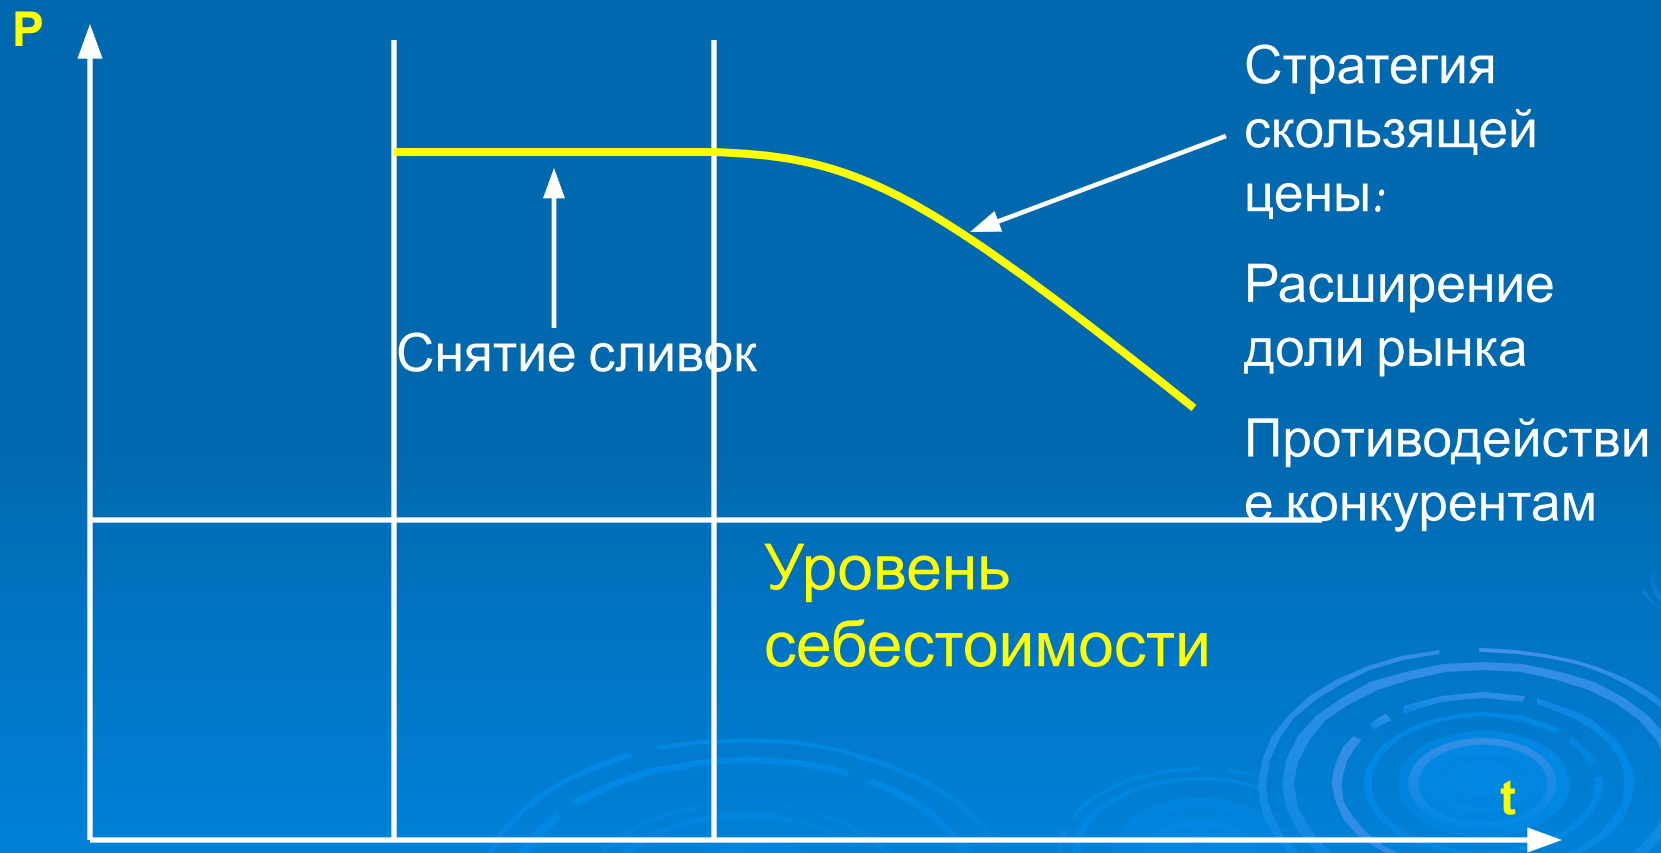 P
Стратегия
скользящей
цены:
Расширение
доли рынка
Снятие сливок
Противодействи
е конкурентам
Уровень
себестоимости
t